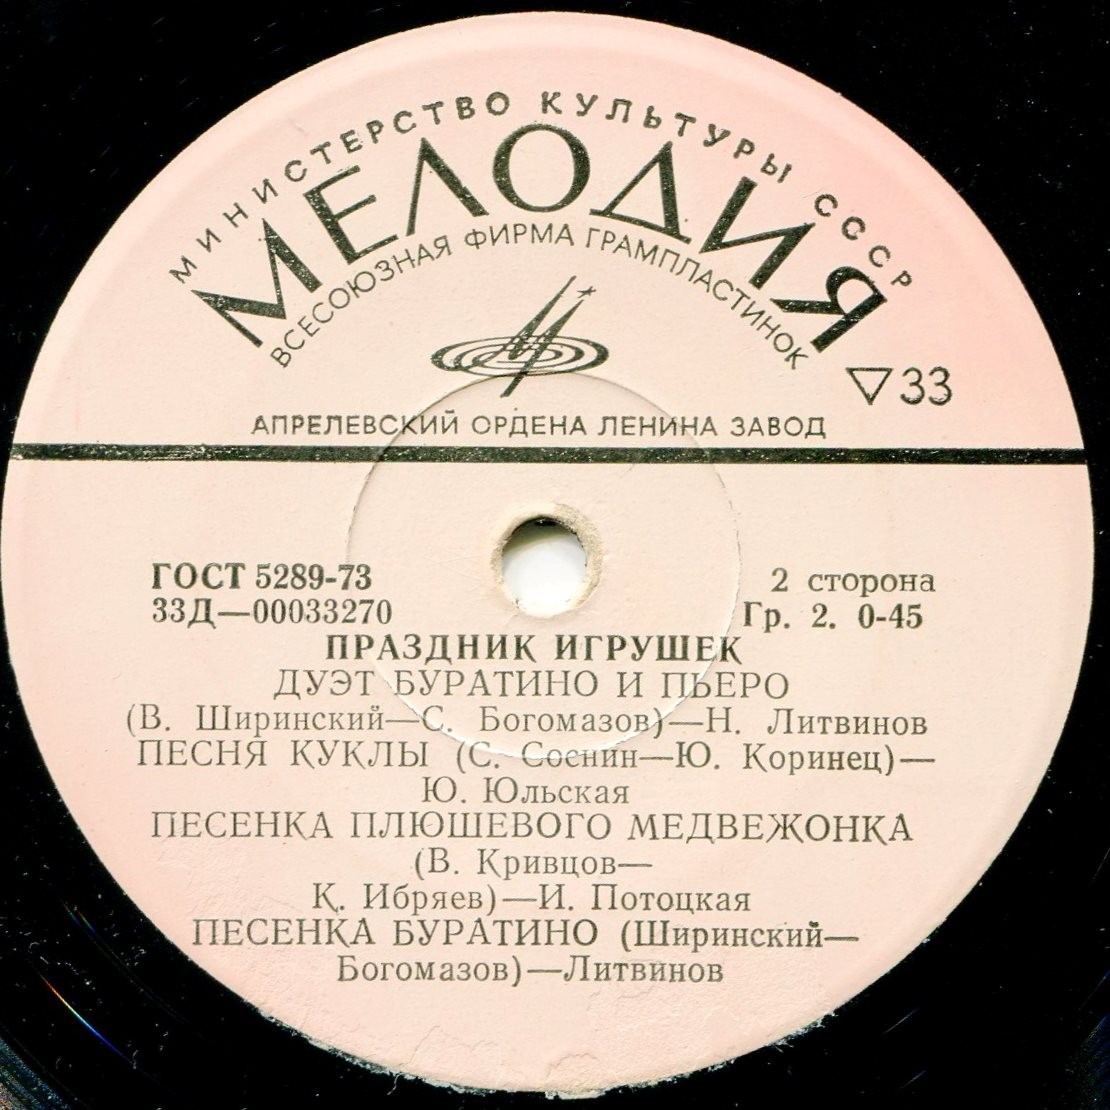 МИНИСТЕРСТВО КУЛЬТУРЫ СССР
МЕЛОДИЯ
ВСЕСОЮЗНАЯ ФИРМА ГРАМПЛАСТИНОК
▽33
АПРЕЛЕВСКИЙ ОРДЕНА ЛЕНИНА ЗАВОД
ГОСТ 5289-73
2 сторона
33Д—00033270
Гр. 2. 0-45
ПРАЗДНИК ИГРУШЕК
ДУЭТ БУРАТИНО И ПЬЕРО
(В. Ширинский—С. Богомазов)—Н. Литвинов
ПЕСНЯ КУКЛЫ (С. Соснин—Ю. Коринец)—
Ю. Юльская
ПЕСЕНКА ПЛЮШЕВОГО МЕДВЕЖОНКА
(В. Кривцов—
К. Ибряев)—И. Потоцкая
ПЕСЕНКА БУРАТИНО (Ширинский—
Богомазов)—Литвинов